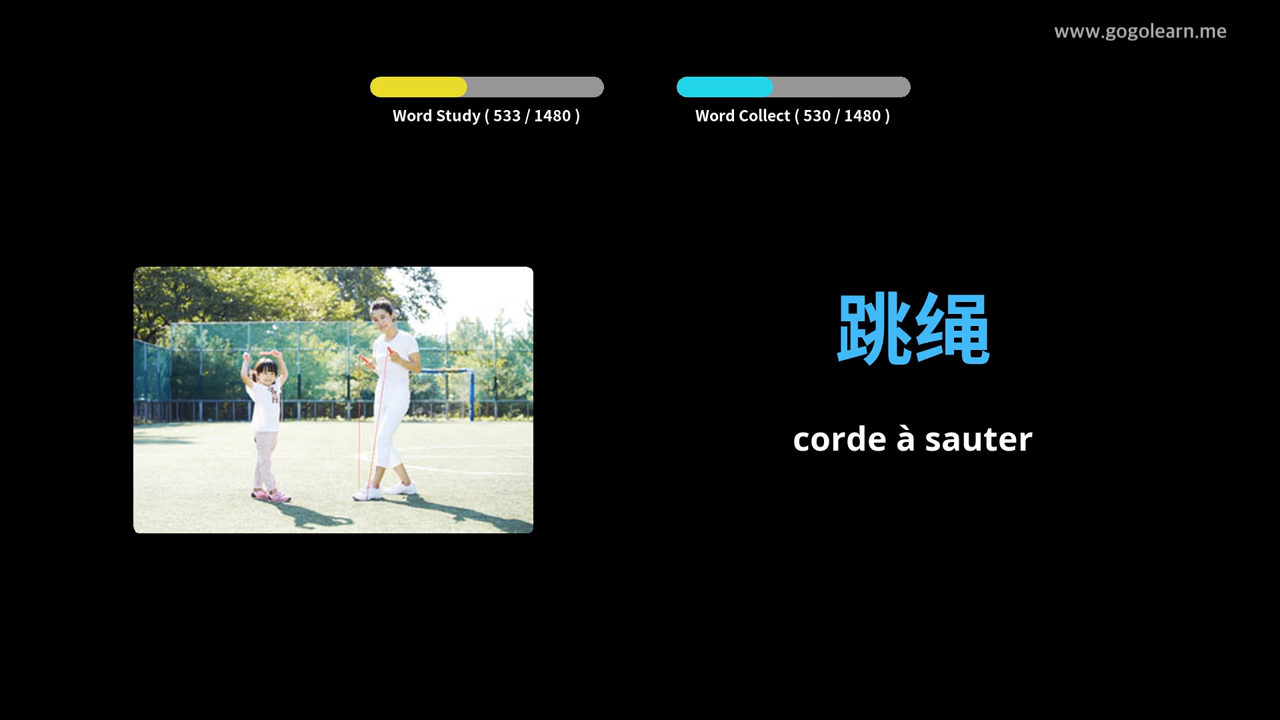 www.gogolearn.me
Word Study ( 533 / 1480 )
Word Collect ( 530 / 1480 )
跳绳
corde à sauter